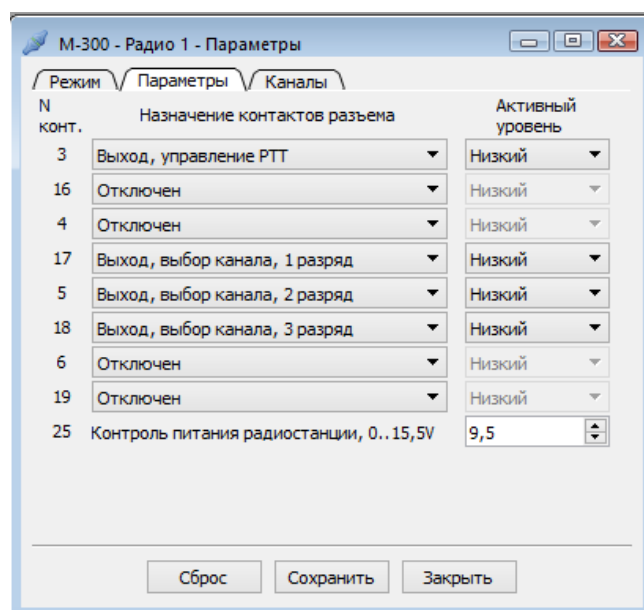 М-300 - Радио 1 - Параметры
Режим Параметры Каналы
N конт. Назначение контактов разъема Активный уровень
3 Выход, управление PTT Низкий
16 Отключен Низкий
4 Отключен Низкий
17 Выход, выбор канала, 1 разряд Низкий
5 Выход, выбор канала, 2 разряд Низкий
18 Выход, выбор канала, 3 разряд Низкий
6 Отключен Низкий
19 Отключен Низкий
25 Контроль питания радиостанции, 0..15,5V 9,5
Сброс Сохранить Закрыть